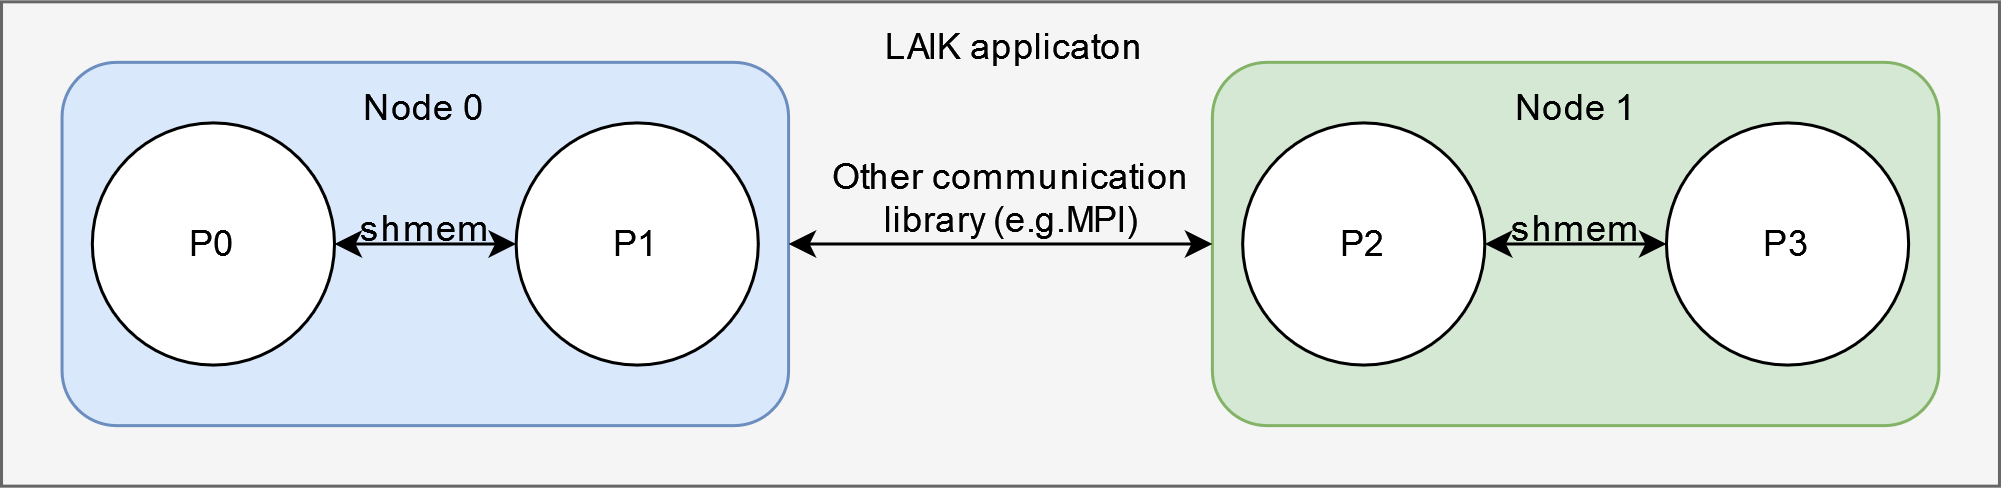 LAIK applicaton
Node 0
Node 1
Other communication
library (e.g.MPI)
P0
shmem
P1
P2
shmem
P3